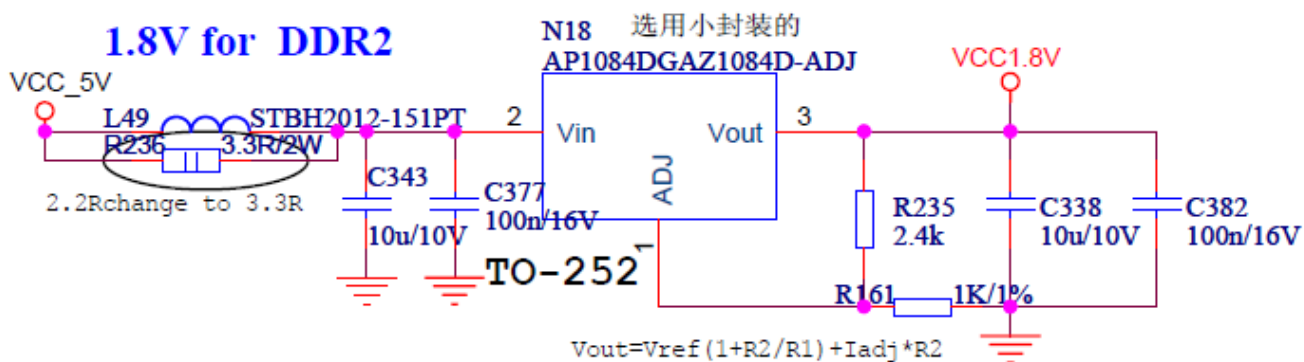 1.8V for DDR2
N18
选用小封装的
AP1084DGAZ1084D-ADJ
VCC_5V
VCC1.8V
L49
STBH2012-151PT
2
Vin
Vout
3
R236
3.3R/2W
ADJ
2.2Rchange to 3.3R
C343
10u/10V
C377
100n/16V
R235
2.4k
C338
10u/10V
C382
100n/16V
TO-252
1
R161
1K/1%
Vout=Vref(1+R2/R1)+Iadj*R2